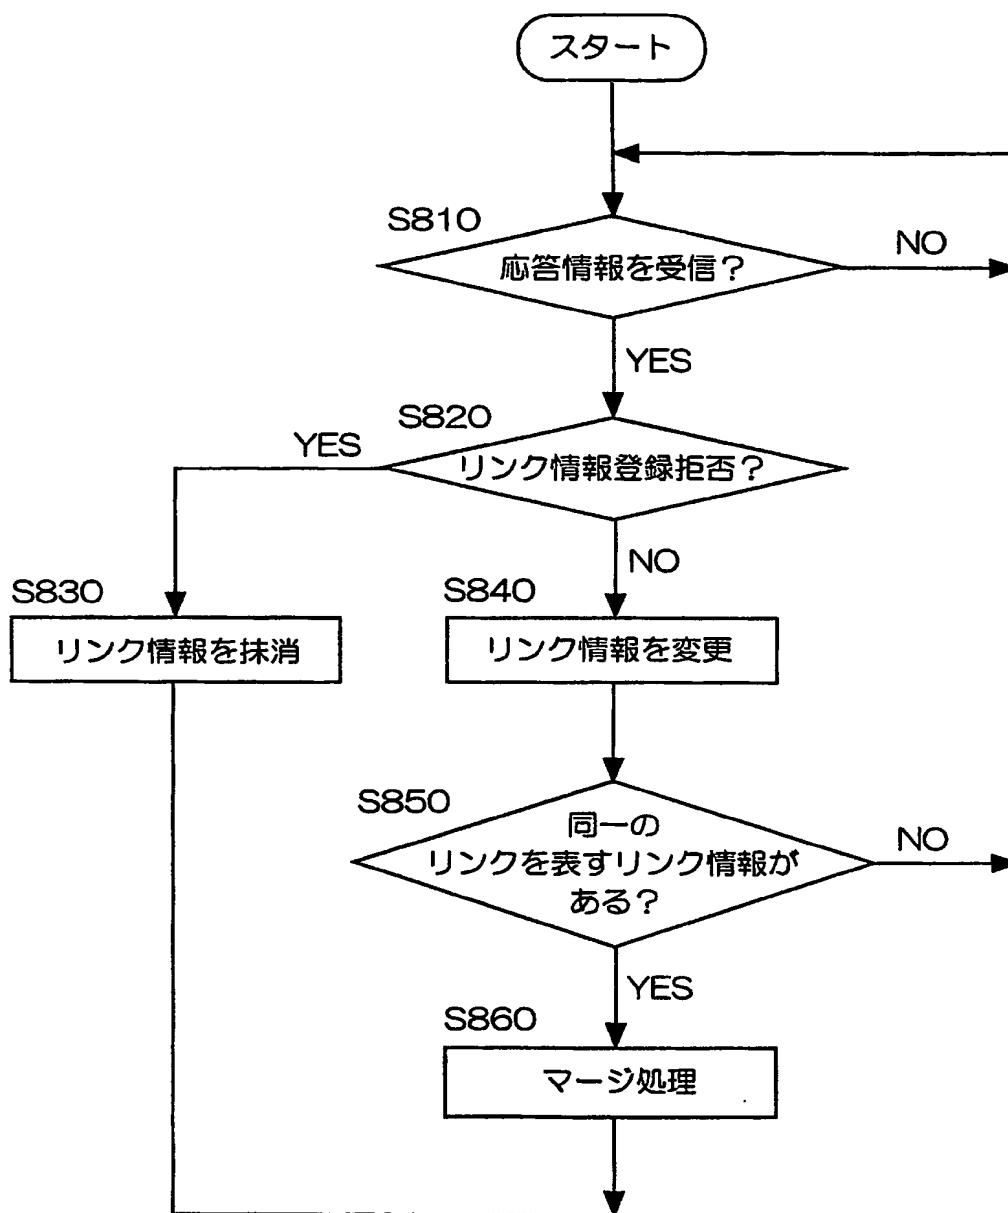 スタート
S810
応答情報を受信？
NO
YES
S820
YES
リンク情報登録拒否？
NO
S830
リンク情報を抹消
S840
リンク情報を変更
S850
同一の
リンクを表すリンク情報が
ある？
NO
YES
S860
マージ処理